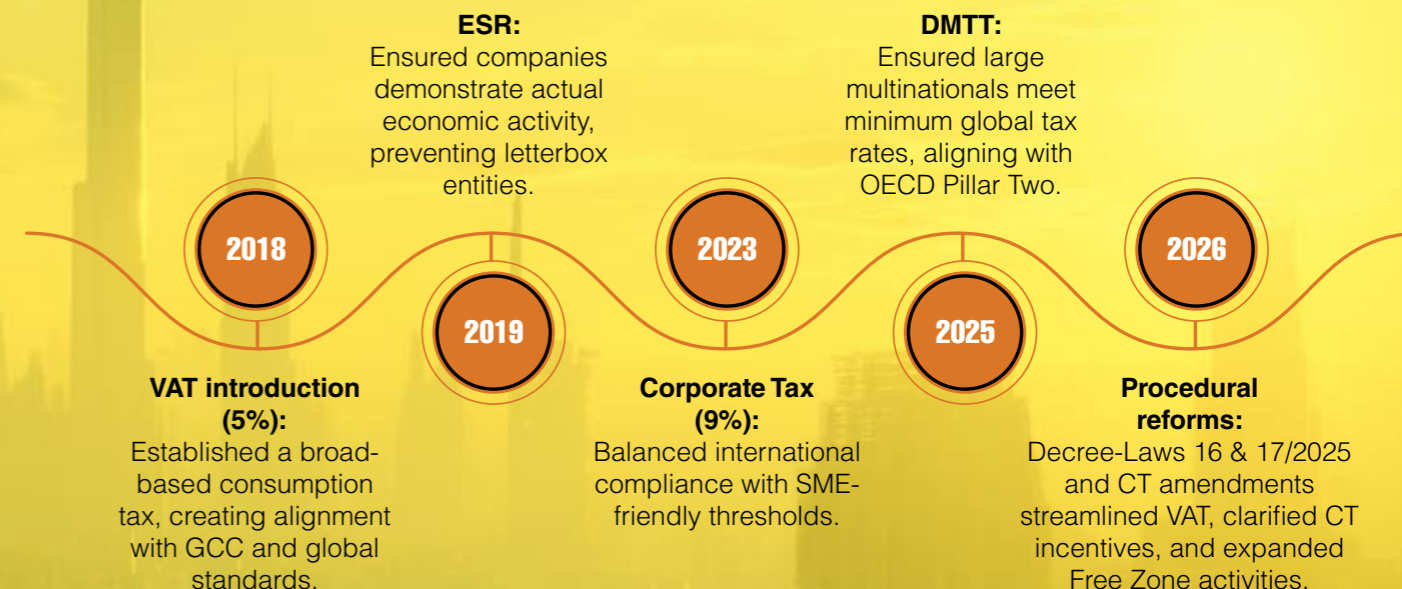 2018
VAT introduction
(5%):
Established a broad-
based consumption
tax, creating alignment
with GCC and global
standards.
ESR:
Ensured companies
demonstrate actual
economic activity,
preventing letterbox
entities.
2019
2023
Corporate Tax
(9%):
Balanced international
compliance with SME-
friendly thresholds.
DMTT:
Ensured large
multinationals meet
minimum global tax
rates, aligning with
OECD Pillar Two.
2025
2026
Procedural
reforms:
Decree-Laws 16 & 17/2025
and CT amendments
streamlined VAT, clarified CT
incentives, and expanded
Free Zone activities.